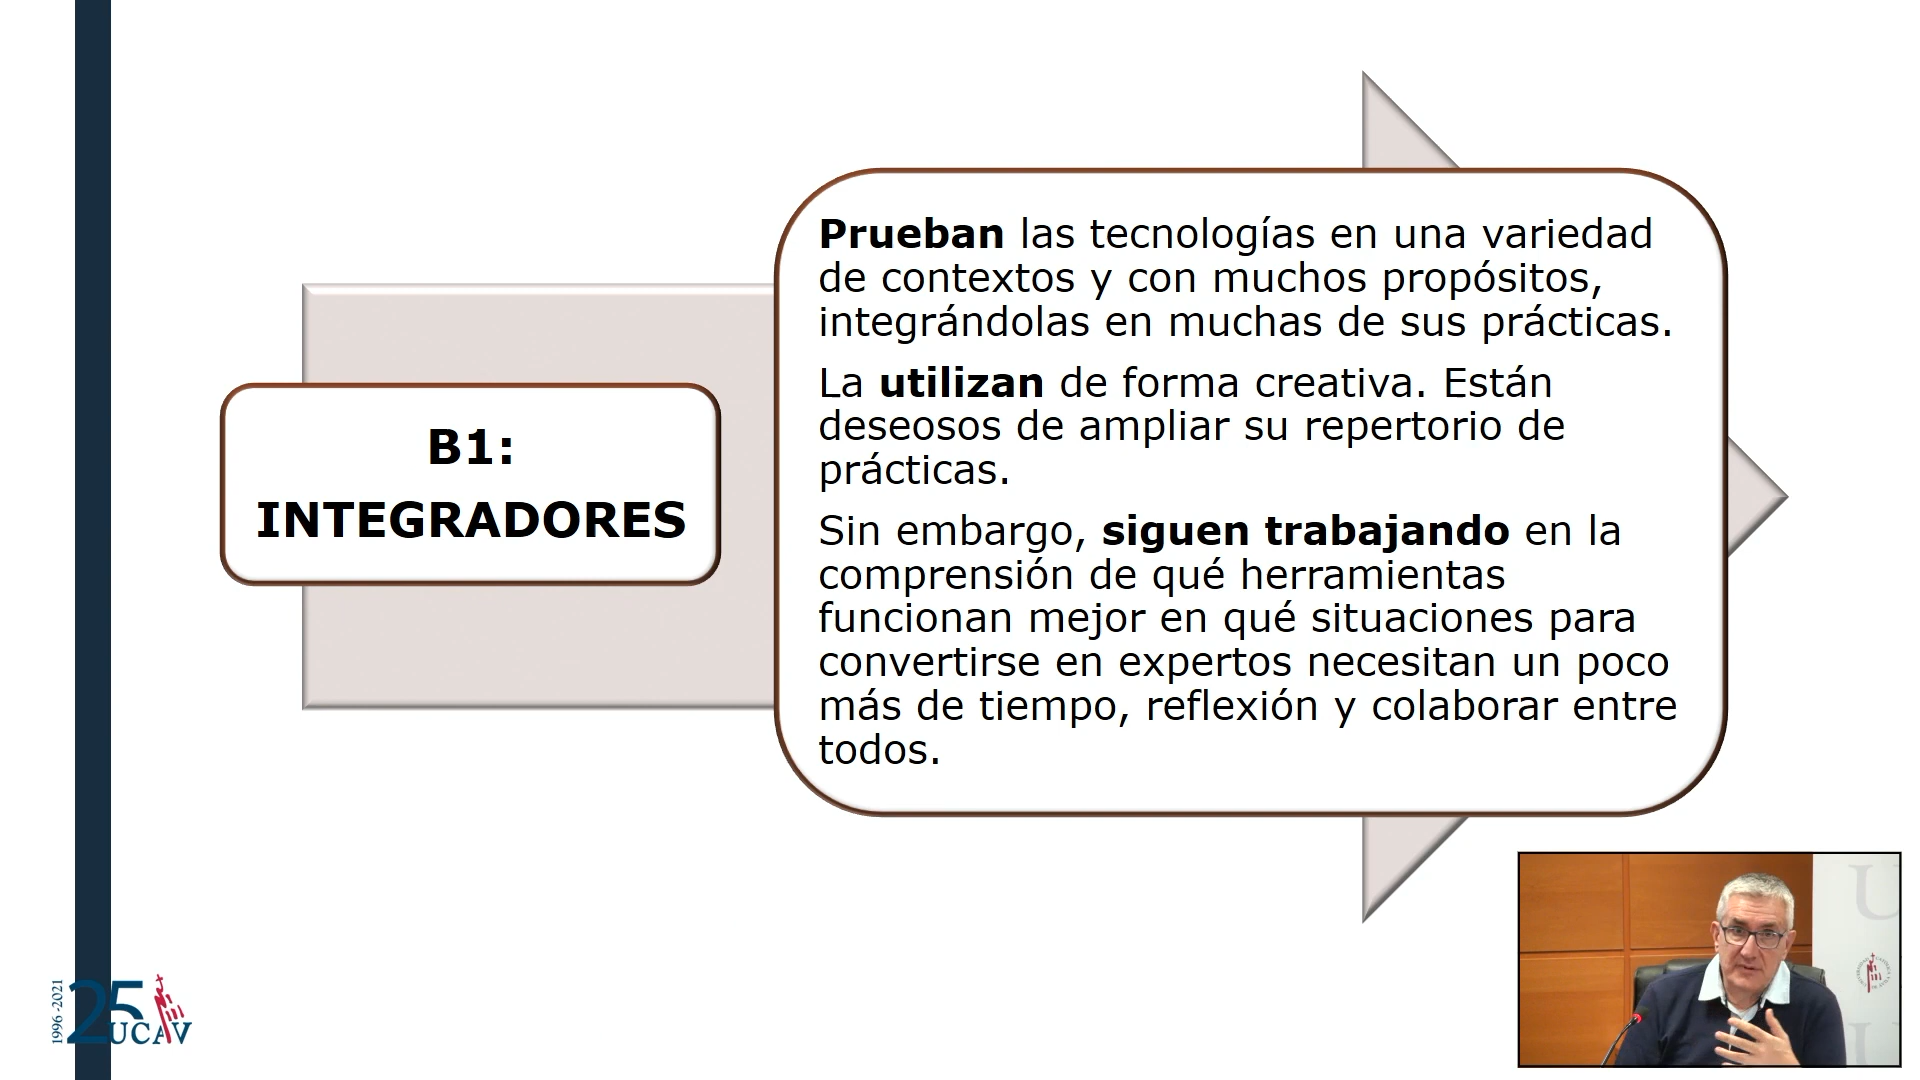 Prueban las tecnologías en una variedad
de contextos y con muchos propósitos,
integrándolas en muchas de sus prácticas.
La utilizan de forma creativa. Están
deseosos de ampliar su repertorio de
prácticas.
B1:
INTEGRADORES
Sin embargo, siguen trabajando en la
comprensión de qué herramientas
funcionan mejor en qué situaciones para
convertirse en expertos necesitan un poco
más de tiempo, reflexión y colaborar entre
todos.
1996 -2021
25
UCAV
U
U